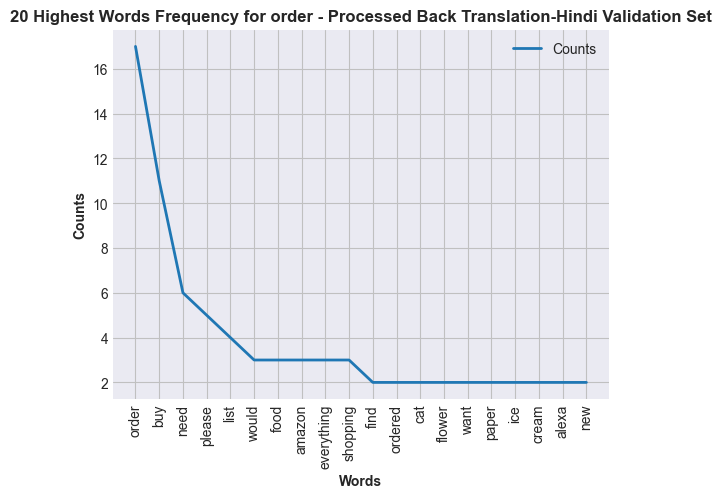 20 Highest Words Frequency for order - Processed Back Translation-Hindi Validation Set
Counts
Counts
16
14
12
10
8
6
4
2
order
buy
need
please
list
would
food
amazon
everything
shopping
find
ordered
cat
flower
want
paper
ice
cream
alexa
new
Words